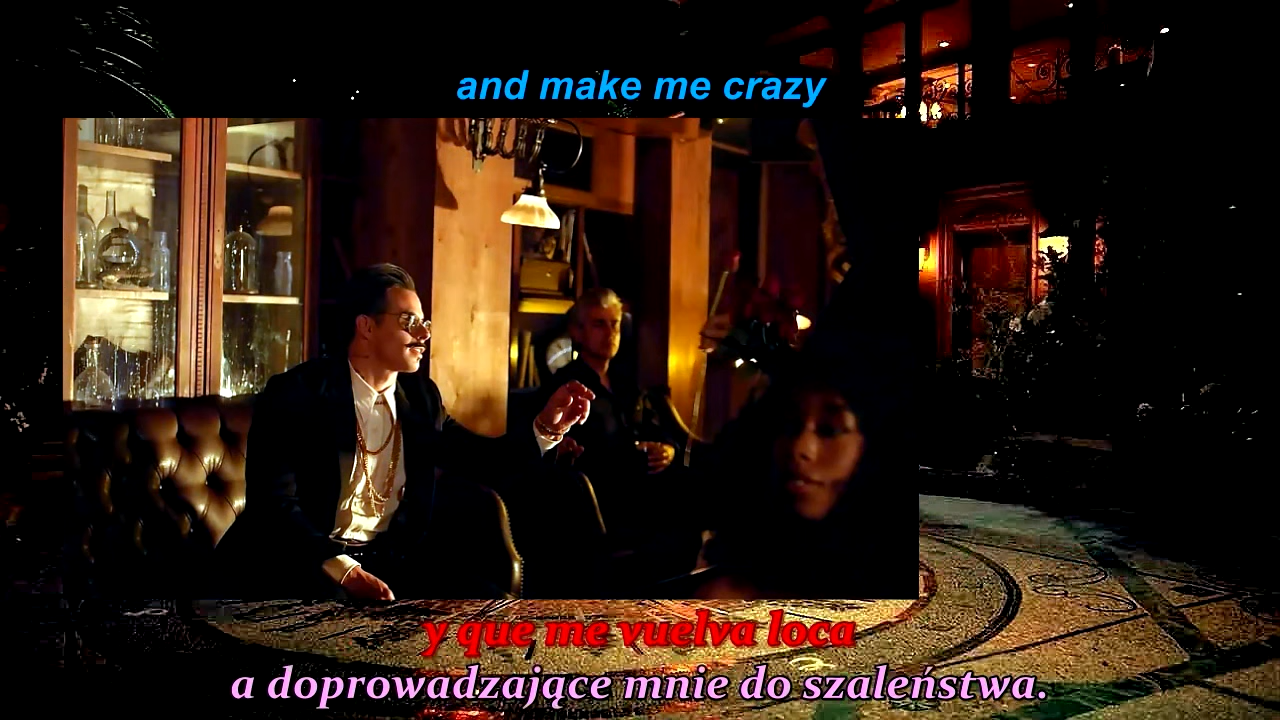 and make me crazy
y que me vuelva loca
a doprowadzające mnie do szaleństwa.